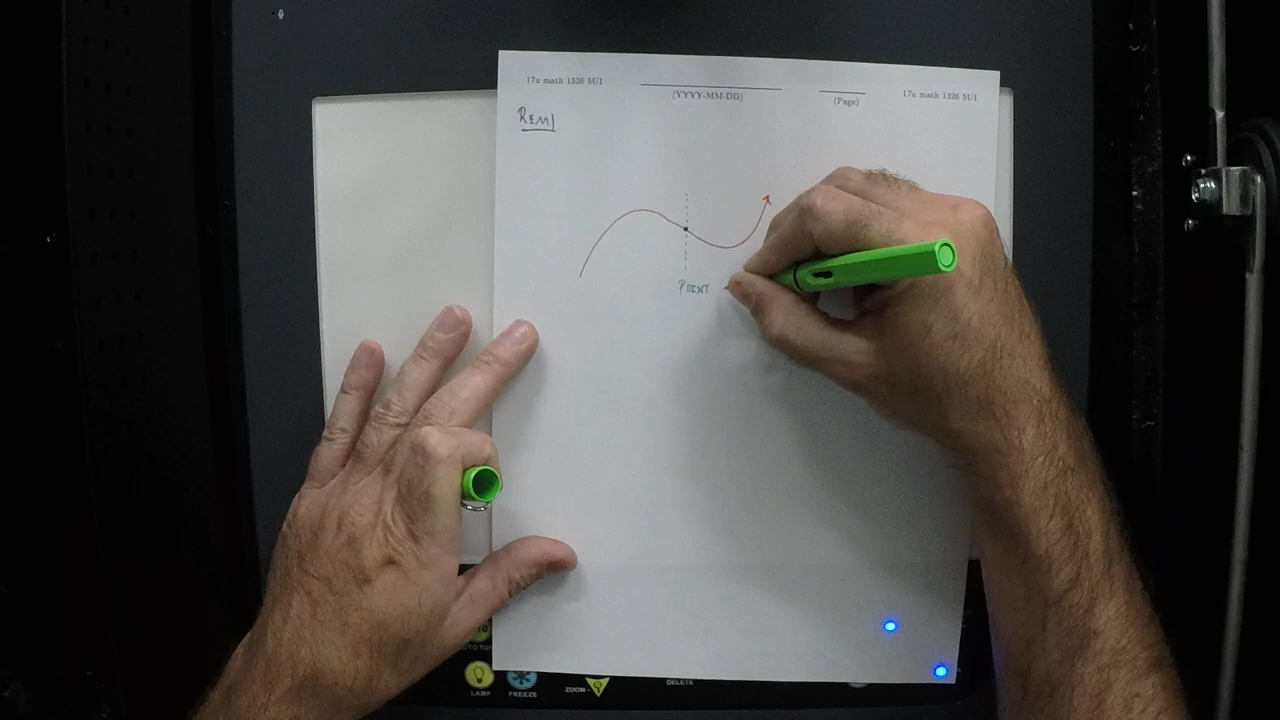 17u math 1326 5U1
(YYYY-MM-DD)
(Page)
17u math 1326 5U1
REM|
POINT
LAMP
FREEZE
ZOOM
DELETE